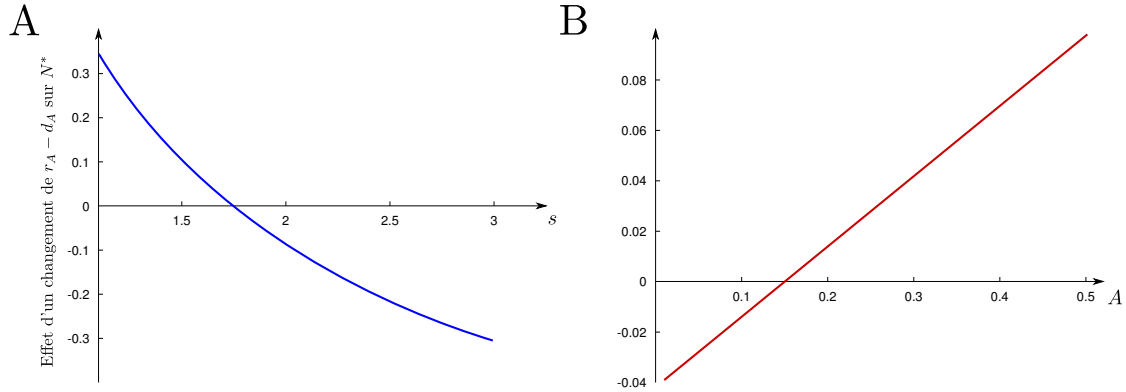 A
Effet d'un changement de r_A − d_A sur N*
0.3
0.2
0.1
0
-0.1
-0.2
-0.3
1.5 2 2.5 3
s
B
0.08
0.06
0.04
0.02
0
-0.02
-0.04
0.1 0.2 0.3 0.4 0.5
A